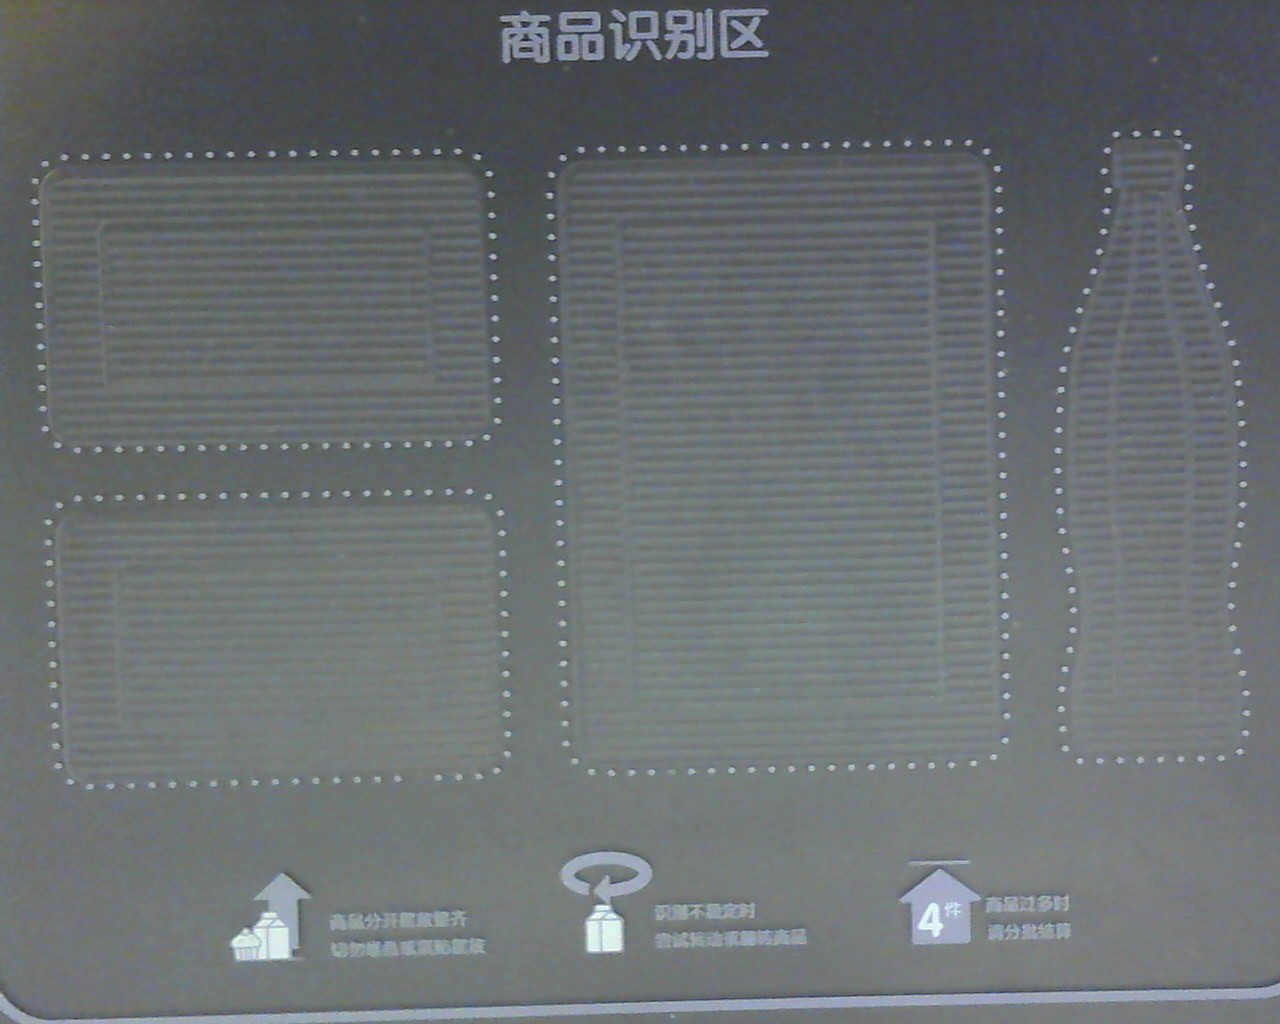 商品识别区
商品分开摆放整齐
切勿堆叠或紧贴摆放
识别不稳定时
尝试转动或翻转商品
4件
商品过多时
请分批结算